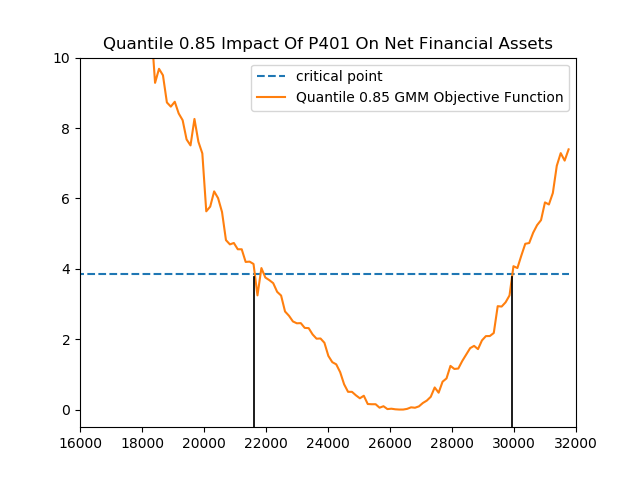 Quantile 0.85 Impact Of P401 On Net Financial Assets
critical point
Quantile 0.85 GMM Objective Function
10
8
6
4
2
0
16000 18000 20000 22000 24000 26000 28000 30000 32000